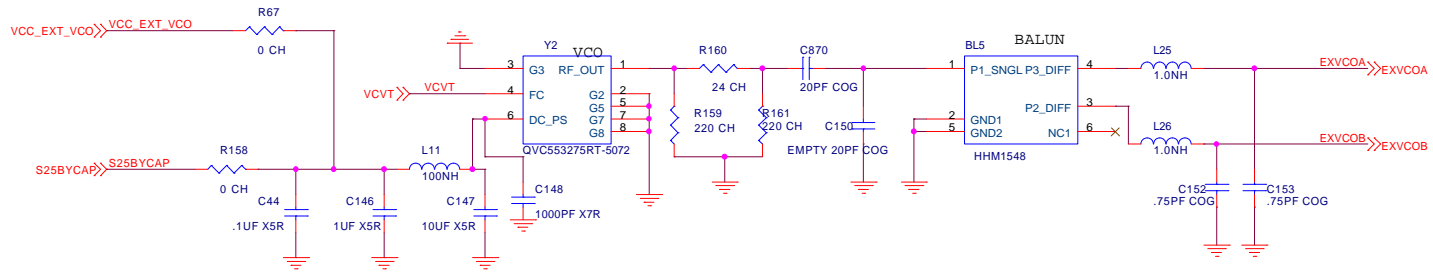 VCC_EXT_VCO
VCC_EXT_VCO
R67
0 CH
S25BYCAP
S25BYCAP
R158
0 CH
C44
.1UF X5R
C146
1UF X5R
L11
100NH
C147
10UF X5R
C148
1000PF X7R
VCVT
VCVT
Y2
VCO
3 G3 RF_OUT 1
4 FC G2 2
G5 5
6 DC_PS G7 7
G8 8
QVC553275RT-5072
R160
24 CH
R159
220 CH
R161
220 CH
C870
20PF COG
C150
EMPTY 20PF COG
BL5
BALUN
1 P1_SNGL P3_DIFF 4
P2_DIFF 3
2 GND1
5 GND2 NC1 6
HHM1548
L25
1.0NH
L26
1.0NH
EXVCOA
EXVCOA
EXVCOB
EXVCOB
C152
.75PF COG
C153
.75PF COG